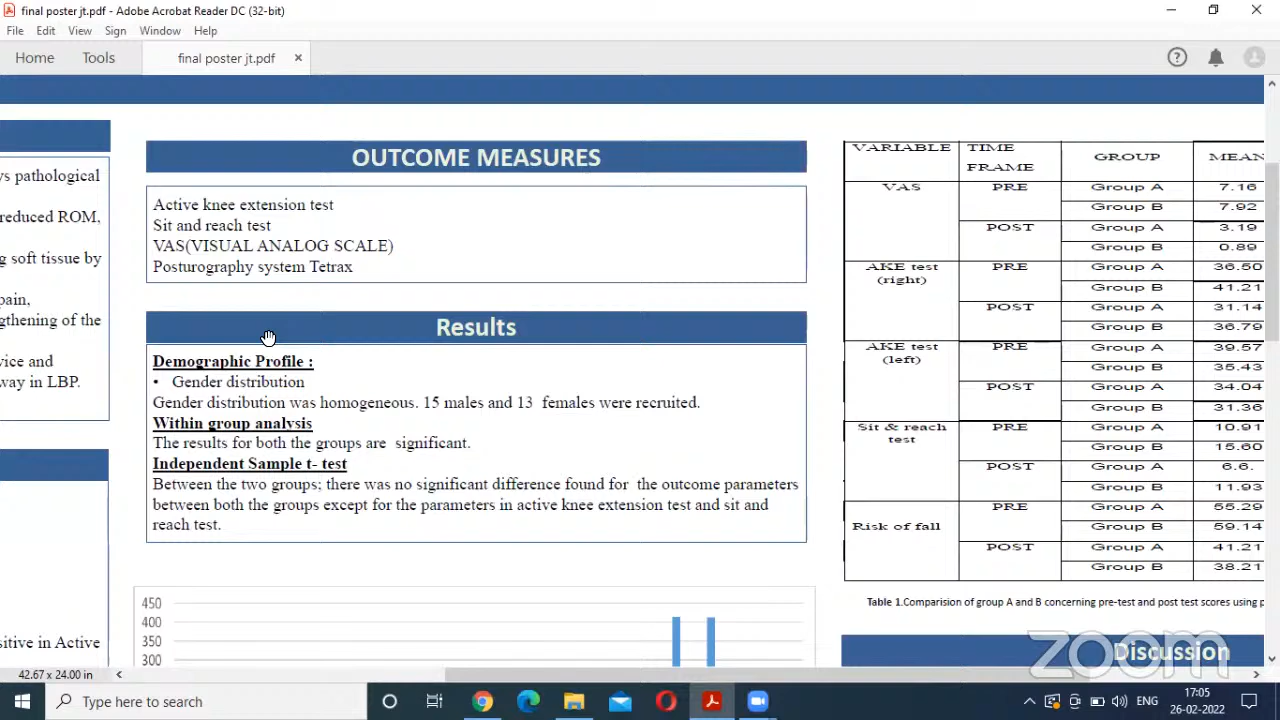 final poster jt.pdf - Adobe Acrobat Reader DC (32-bit)
File Edit View Sign Window Help
Home Tools final poster jt.pdf
ys pathological
reduced ROM,
g soft tissue by
pain,
gthening of the
vice and
way in LBP.
sitive in Active
OUTCOME MEASURES
Active knee extension test
Sit and reach test
VAS(VISUAL ANALOG SCALE)
Posturography system Tetrax
Results
Demographic Profile :
• Gender distribution
Gender distribution was homogeneous. 15 males and 13 females were recruited.
Within group analysis
The results for both the groups are significant.
Independent Sample t- test
Between the two groups; there was no significant difference found for the outcome parameters
between both the groups except for the parameters in active knee extension test and sit and
reach test.
450
400
350
300
VARIABLE TIME FRAME GROUP MEAN
VAS PRE Group A 7.16
Group B 7.92
POST Group A 3.19
Group B 0.89
AKE test (right) PRE Group A 36.50
Group B 41.21
POST Group A 31.14
Group B 36.79
AKE test (left) PRE Group A 39.57
Group B 35.43
POST Group A 34.04
Group B 31.36
Sit & reach test PRE Group A 10.91
Group B 15.60
POST Group A 6.6.
Group B 11.93
Risk of fall PRE Group A 55.29
Group B 59.14
POST Group A 41.21
Group B 38.21
Table 1.Comparision of group A and B concerning pre-test and post test scores using p
Discussion
zoom
42.67 x 24.00 in
Type here to search
ENG
17:05
26-02-2022